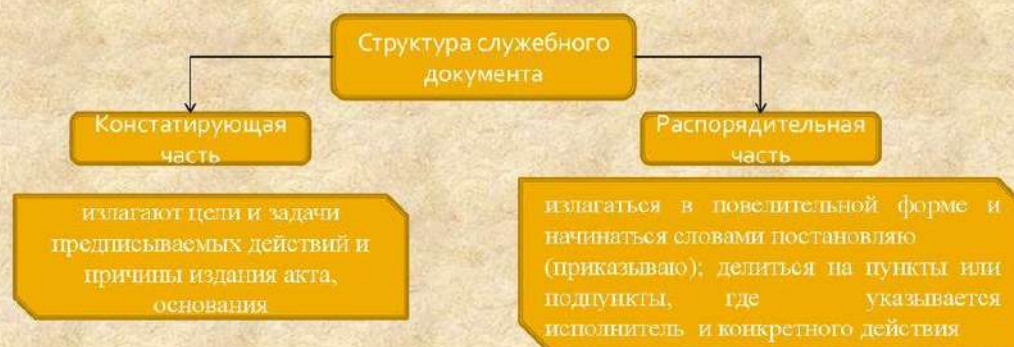 Структура служебного
документа
Констатирующая
часть
Распорядительная
часть
излагают цели и задачи
предписываемых действий и
причины издания акта,
основания
излагаться в повелительной форме и
начинаться словами постановляю
(приказываю); делиться на пункты или
подпункты, где указывается
исполнитель и конкретного действия